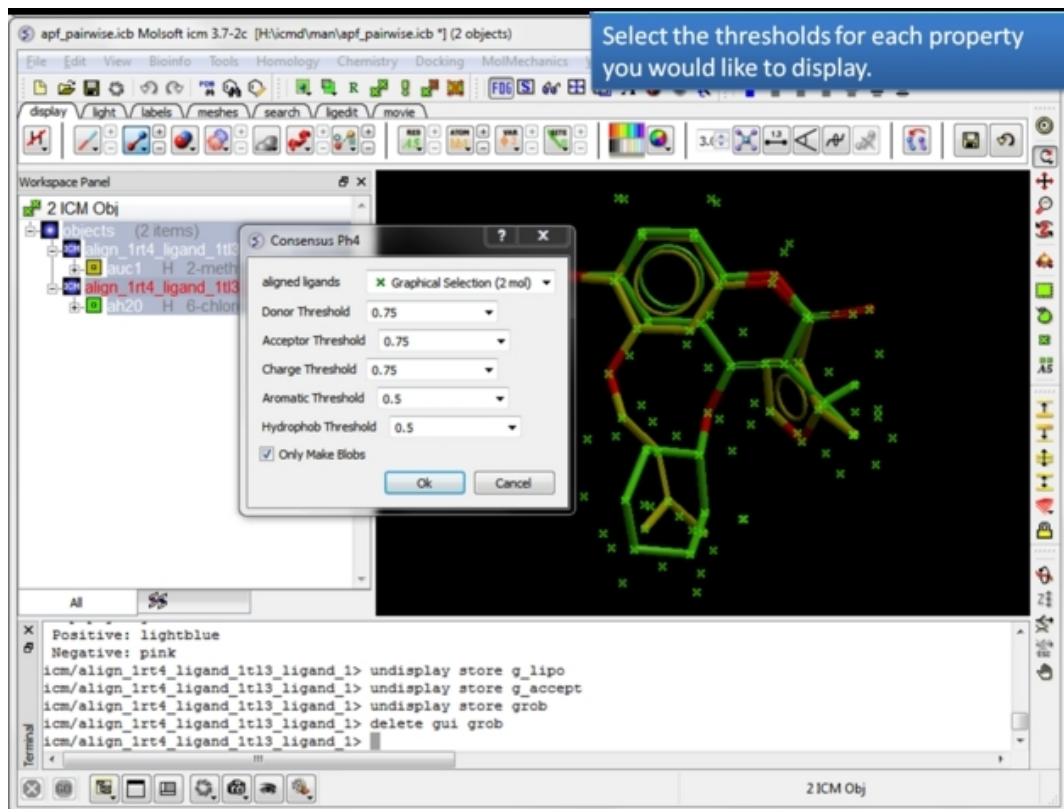 apf_pairwise.icb Molsoft icm 3.7-2c [H:\icmd\man\apf_pairwise.icb *] (2 objects)
Select the thresholds for each property
you would like to display.
File Edit View Bioinfo Tools Homology Chemistry Docking MolMechanics
display light labels meshes search ligedit movie
Workspace Panel
2 ICM Obj
objects (2 items)
align_1rt4_ligand_1tl3
auc1 H 2-meth
align_1rt4_ligand_1tl3
ah20 H 6-chlor
Consensus Ph4
aligned ligands Graphical Selection (2 mol)
Donor Threshold 0.75
Acceptor Threshold 0.75
Charge Threshold 0.75
Aromatic Threshold 0.5
Hydrophob Threshold 0.5
Only Make Blobs
Ok Cancel
All
Positive: lightblue
Negative: pink
icm/align_1rt4_ligand_1tl3_ligand_1> undisplay store g_lipo
icm/align_1rt4_ligand_1tl3_ligand_1> undisplay store g_accept
icm/align_1rt4_ligand_1tl3_ligand_1> undisplay store grob
icm/align_1rt4_ligand_1tl3_ligand_1> delete gui grob
icm/align_1rt4_ligand_1tl3_ligand_1>
Terminal
2 ICM Obj